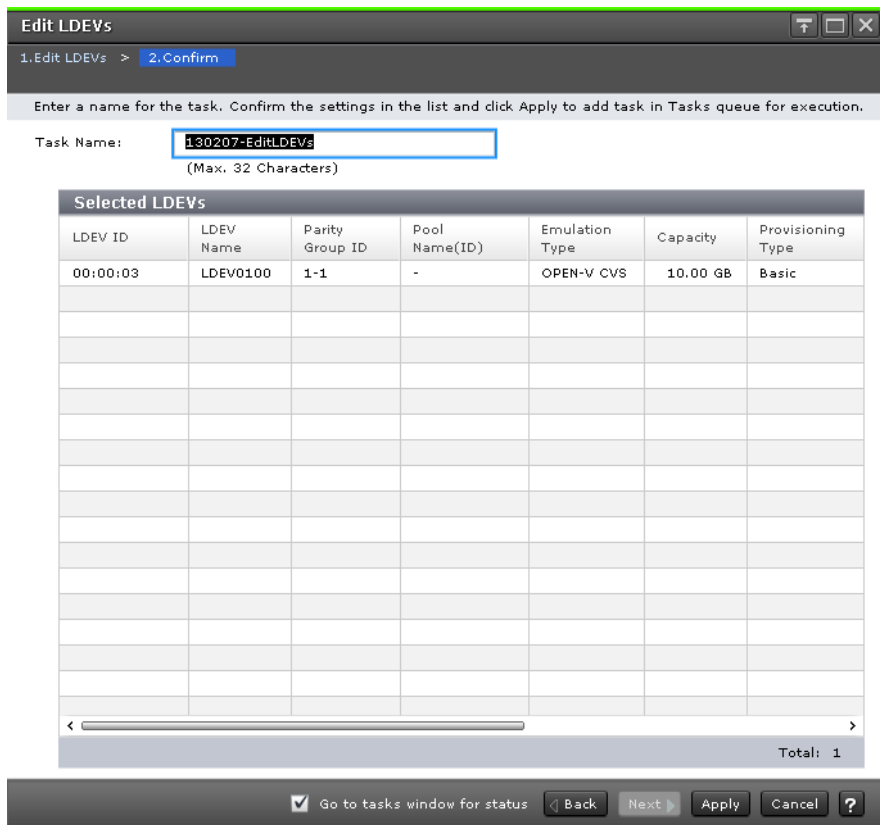 Edit LDEVs
1.Edit LDEVs > 2.Confirm
Enter a name for the task. Confirm the settings in the list and click Apply to add task in Tasks queue for execution.
Task Name: 130207-EditLDEVs
(Max. 32 Characters)
Selected LDEVs
LDEV ID LDEV Name Parity Group ID Pool Name(ID) Emulation Type Capacity Provisioning Type
00:00:03 LDEV0100 1-1 - OPEN-V CVS 10.00 GB Basic
Total: 1
Go to tasks window for status Back Next Apply Cancel ?